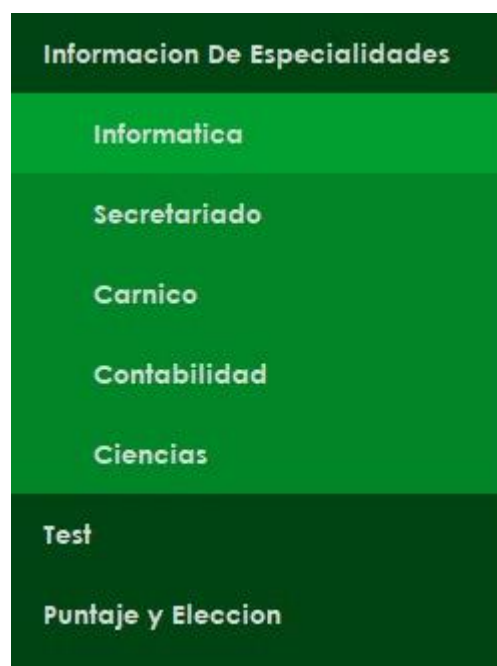 Informacion De Especialidades
Informatica
Secretariado
Carnico
Contabilidad
Ciencias
Test
Puntaje y Eleccion